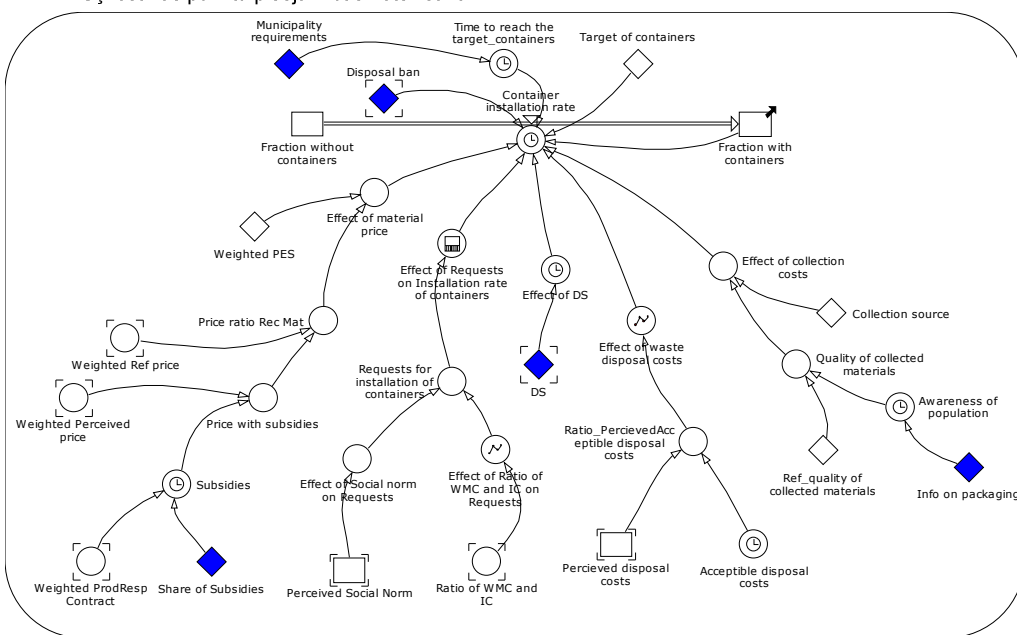 Municipality
requirements
Time to reach the
target_containers
Target of containers
Disposal ban
Container
installation rate
Fraction without
containers
Fraction with
containers
Effect of material
price
Weighted PES
Effect of Requests
on Installation rate
of containers
Effect of DS
Effect of collection
costs
Collection source
Price ratio Rec Mat
Weighted Ref price
Effect of waste
disposal costs
Quality of collected
materials
Requests for
installation of
containers
DS
Awareness of
population
Weighted Perceived
price
Price with subsidies
Ratio_PercievedAcc
eptible disposal
costs
Subsidies
Effect of Social norm
on Requests
Effect of Ratio of
WMC and IC on
Requests
Ref_quality of
collected materials
Info on packaging
Weighted ProdResp
Contract
Share of Subsidies
Perceived Social Norm
Ratio of WMC and
IC
Percieved disposal
costs
Acceptible disposal
costs